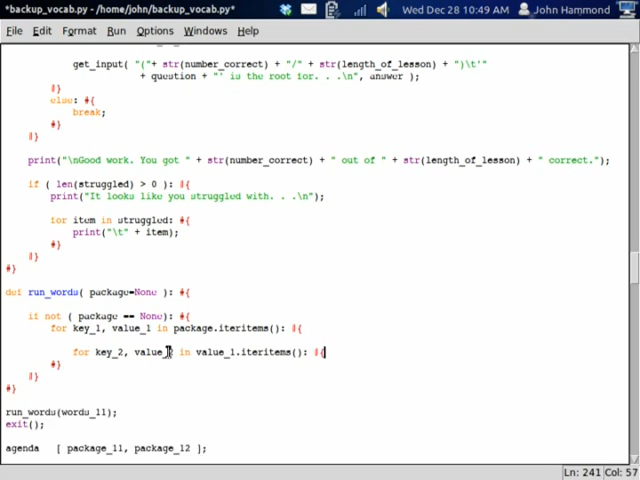 *backup_vocab.py - /home/john/backup_vocab.py*
Wed Dec 28 10:49 AM John Hammond
File Edit Format Run Options Windows Help
get_input( "("+ str(number_correct) + "/" + str(length_of_lesson) + ")\t'"
+ question + "' is the root for. . .\n", answer );
#}
else: #{
break;
#}
#}
print("\nGood work. You got " + str(number_correct) + " out of " + str(length_of_lesson) + " correct.");
if ( len(struggled) > 0 ): #{
print("It looks like you struggled with. . .\n");
for item in struggled: #{
print("\t" + item);
#}
#}
#}
def run_words( package=None ): #{
if not ( package == None): #{
for key_1, value_1 in package.iteritems(): #{
for key_2, value_2 in value_1.iteritems(): #{
#}
#}
#}
run_words(words_11);
exit();
agenda [ package_11, package_12 ];
Ln: 241 Col: 57